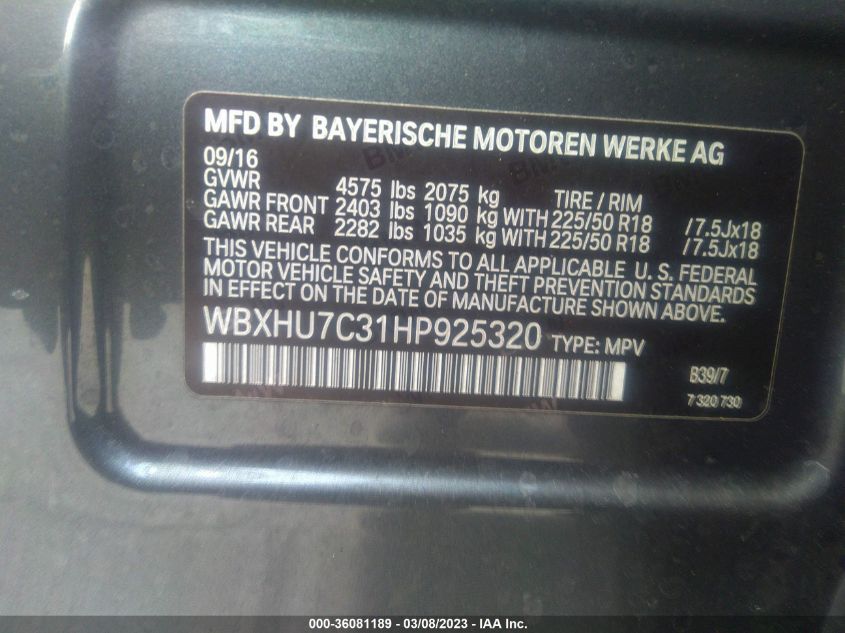 MFD BY BAYERISCHE MOTOREN WERKE AG
09/16
GVWR 4575 lbs 2075 kg TIRE / RIM
GAWR FRONT 2403 lbs 1090 kg WITH 225/50 R18 /7.5Jx18
GAWR REAR 2282 lbs 1035 kg WITH 225/50 R18 /7.5Jx18
THIS VEHICLE CONFORMS TO ALL APPLICABLE U.S. FEDERAL
MOTOR VEHICLE SAFETY AND THEFT PREVENTION STANDARDS
IN EFFECT ON THE DATE OF MANUFACTURE SHOWN ABOVE.
WBXHU7C31HP925320 TYPE: MPV
B39/7
7 320 730
000-36081189 - 03/08/2023 - IAA Inc.